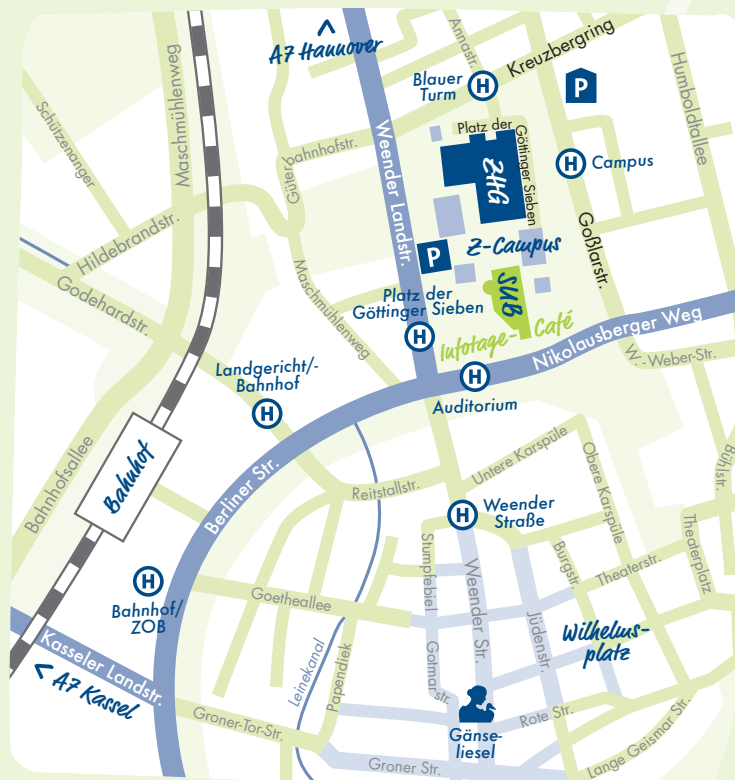 A7 Hannover
Annastr.
Kreuzbergring
Blauer
Turm
H
P
Humboldtallee
Maschmühlenweg
Schützenanger
Weender Landstr.
Güterbahnhofstr.
Platz der
Göttinger Sieben
ZHG
H
Campus
Goßlarstr.
Hildebrandstr.
Godehardstr.
Maschmühlenweg
P
Z-Campus
SUB
Platz der
Göttinger Sieben
H
Infotage-Café
Nikolausberger Weg
W.-Weber-Str.
Landgericht/-
Bahnhof
H
H
Auditorium
Bahnhofsallee
Bahnhof
Berliner Str.
Reitstallstr.
Untere Karspüle
Obere Karspüle
Bühlstr.
H
Weender
Straße
Stumpfebiel
Weender Str.
Burgstr.
Theaterstr.
Theaterplatz
H
Bahnhof/
ZOB
Goetheallee
Jüdenstr.
Wilhelms-
platz
Kasseler Landstr.
A7 Kassel
Leinekanal
Papendiek
Gotmarstr.
Gänse-
liesel
Rote Str.
Groner-Tor-Str.
Groner Str.
Lange Geismar Str.